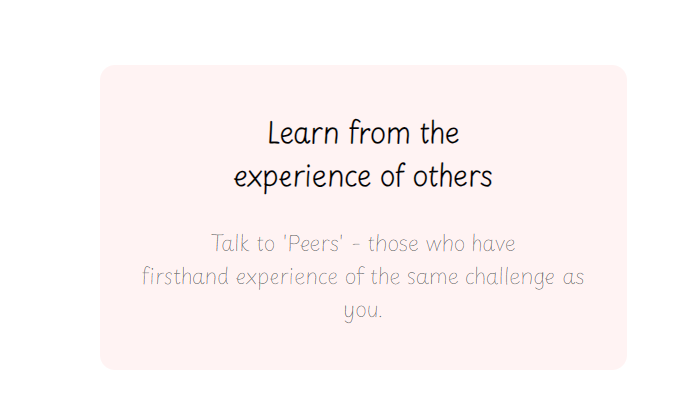 Learn from the
experience of others
Talk to 'Peers' - those who have
firsthand experience of the same challenge as
you.